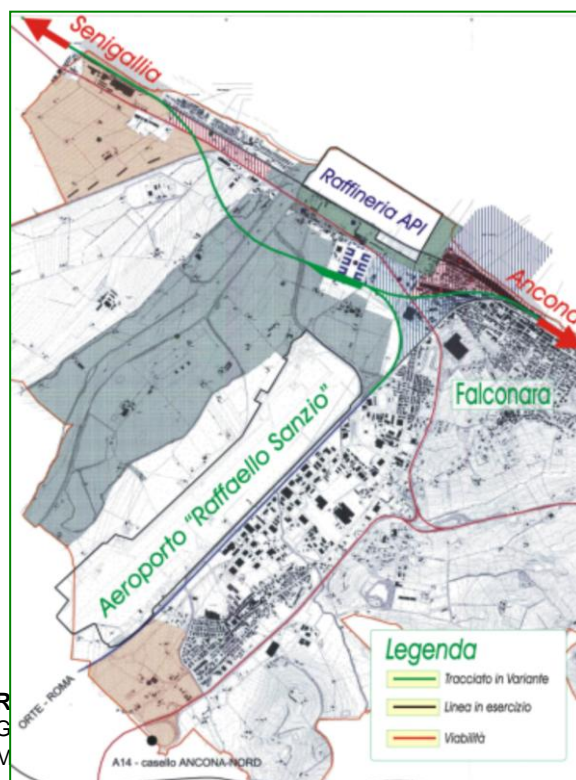 Senigallia
Raffineria API
Ancona
Falconara
Aeroporto "Raffaello Sanzio"
Legenda
Tracciato in Variante
Linea in esercizio
Viabilità
R
G
M
ORTE - ROMA
A14 - casello ANCONA-NORD